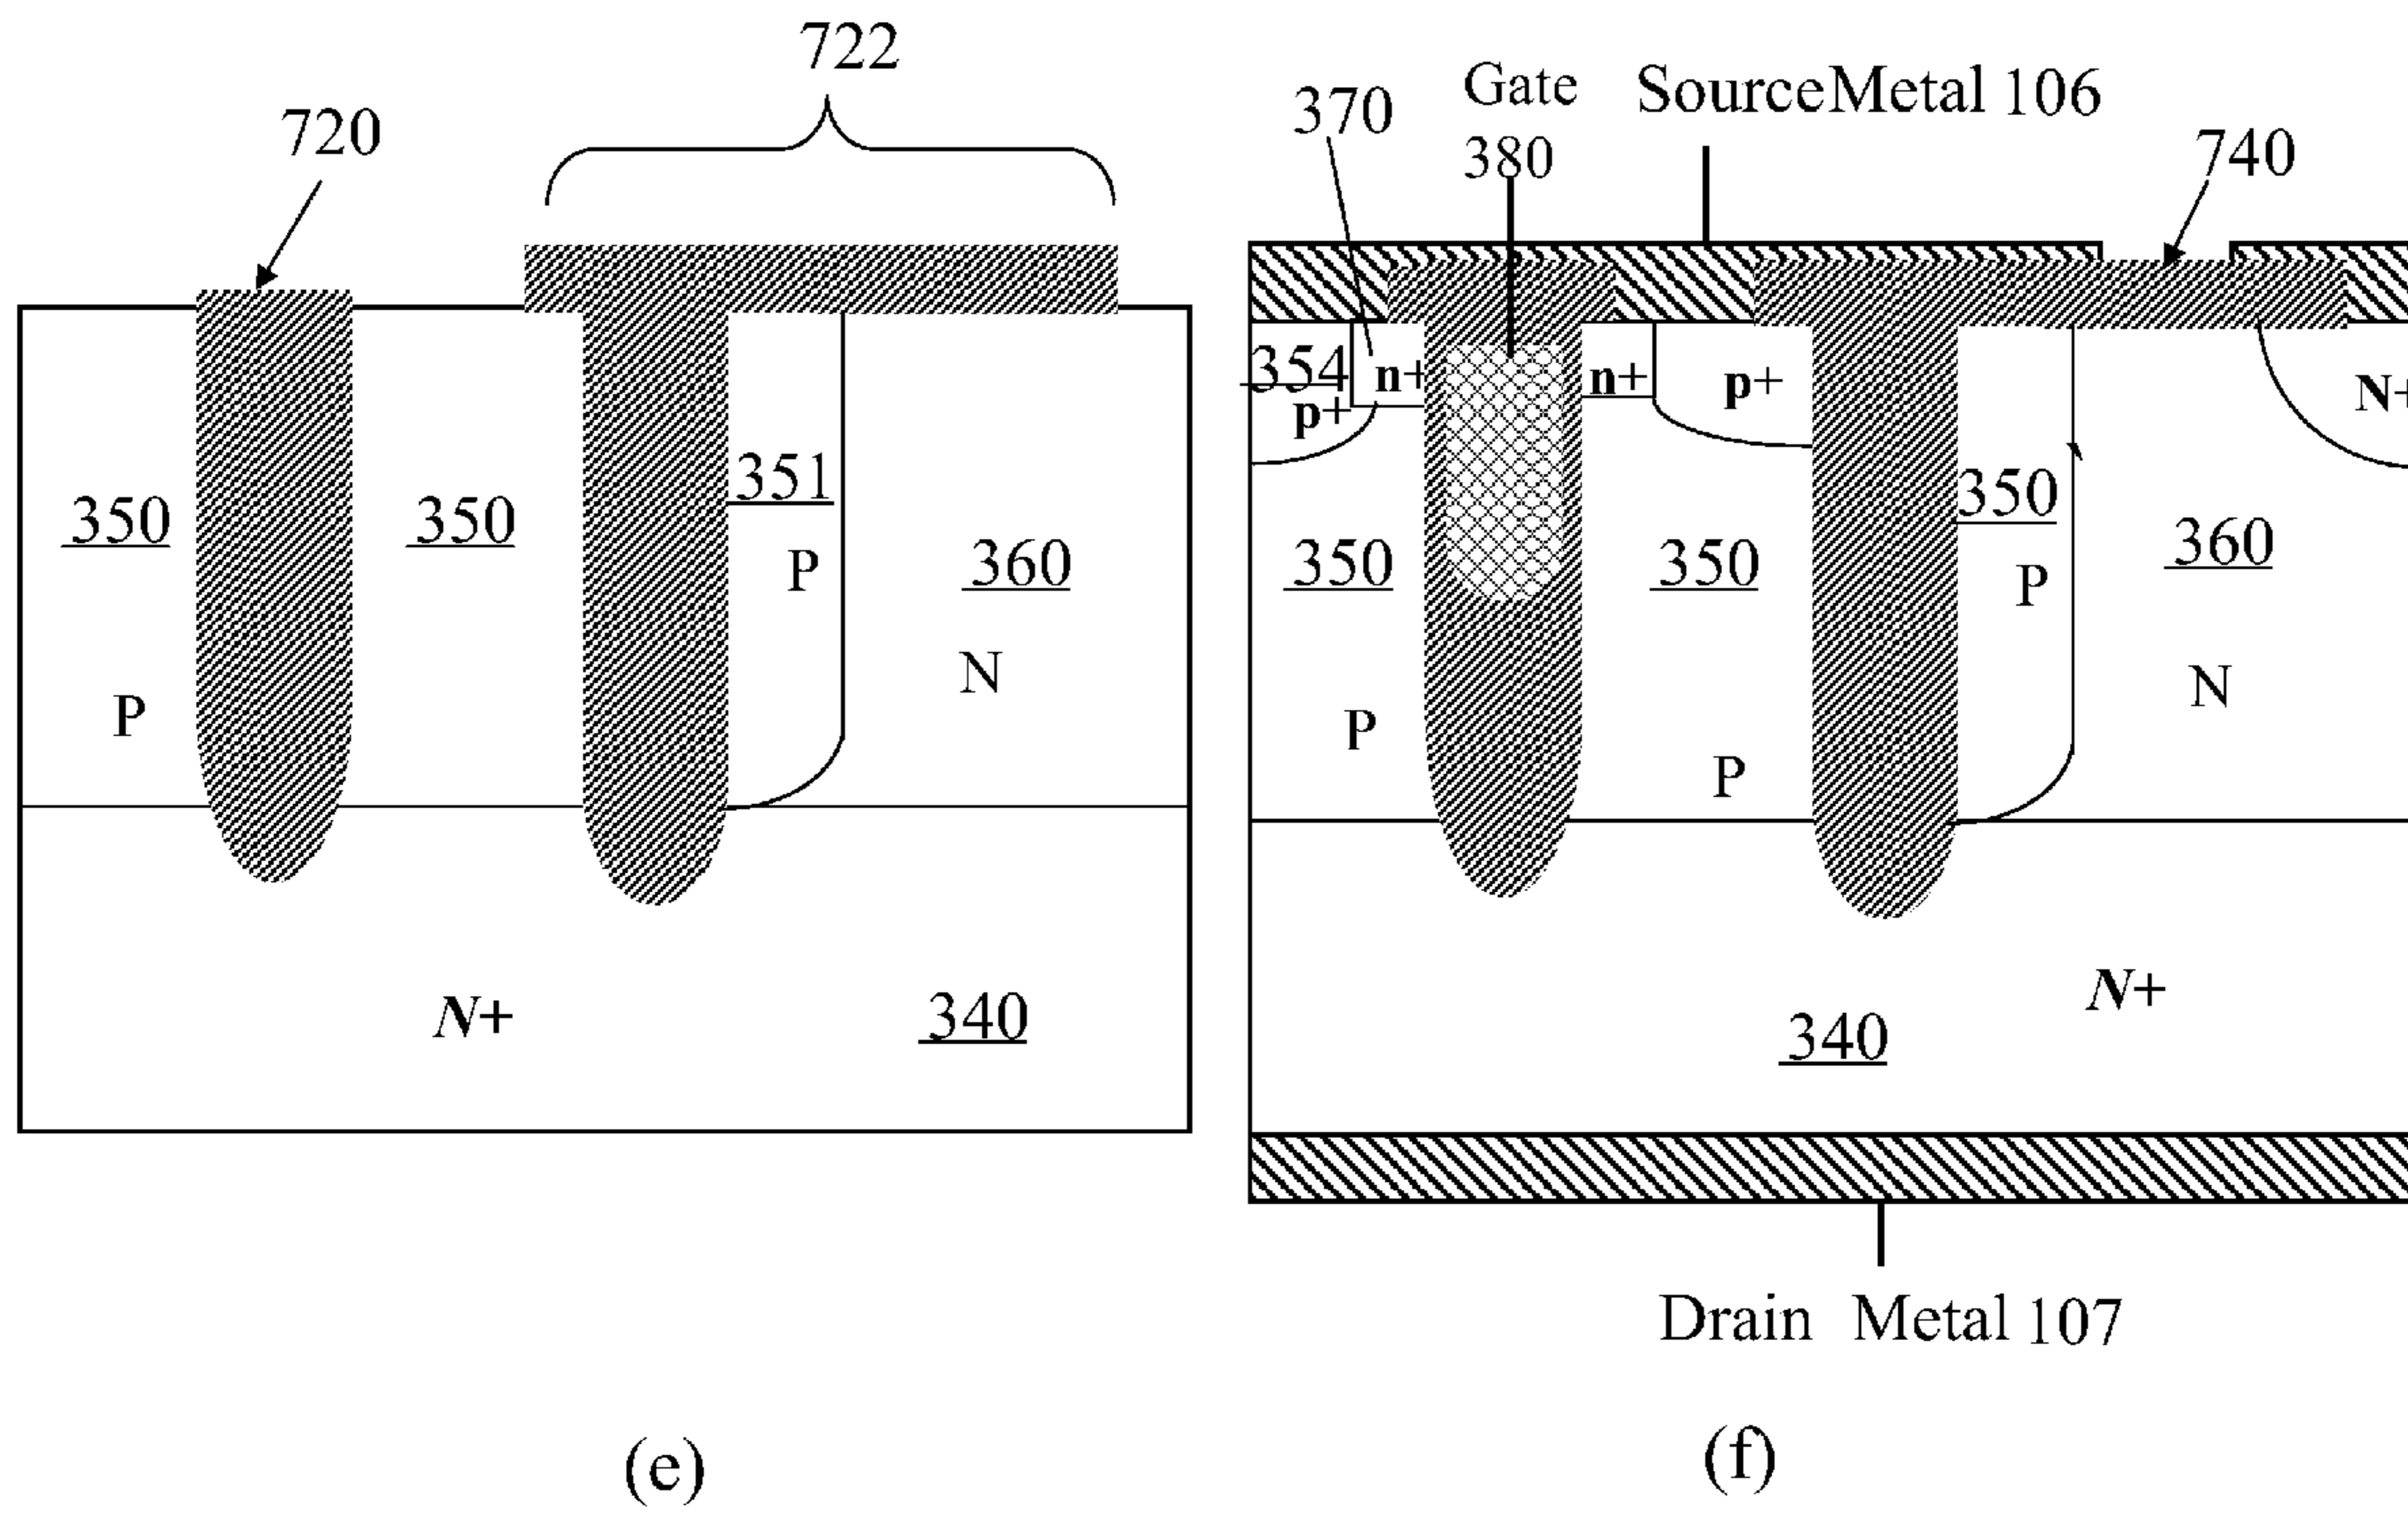 722
720
350
350
351
P
360
N
P
N+
340
(e)
370
Gate
380
SourceMetal 106
740
354
p+
n+
n+
p+
N+
350
350
350
P
360
N
P
P
N+
340
Drain Metal 107
(f)